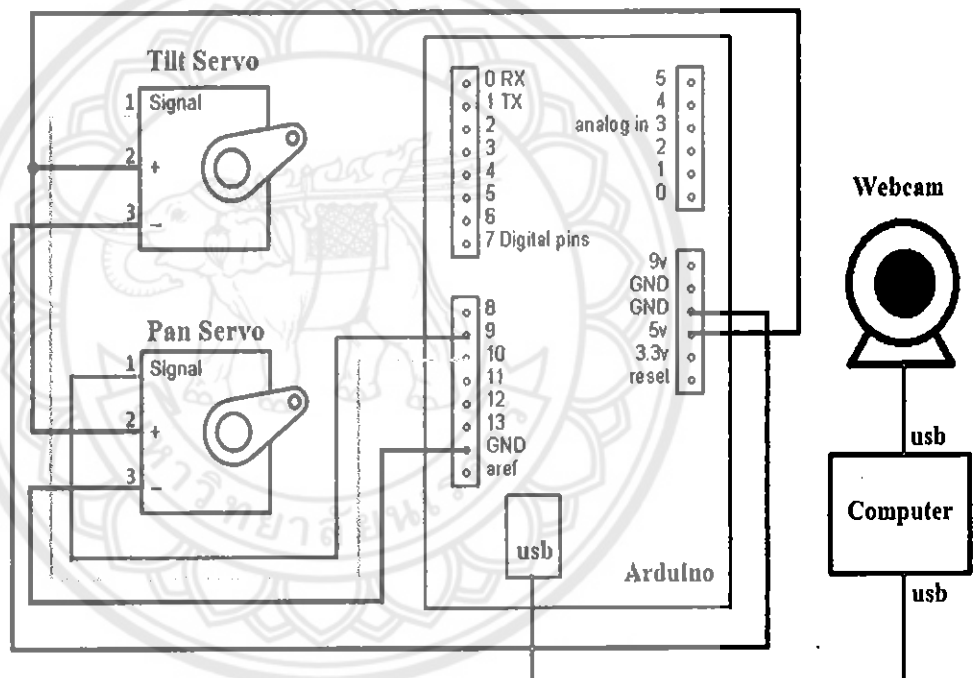 Tilt Servo
1 Signal
2 +
3 −
Pan Servo
1 Signal
2 +
3 −
0 RX
1 TX
2
3
4
5
6
7 Digital pins
8
9
10
11
12
13
GND
aref
5
4
analog in 3
2
1
0
9v
GND
GND
5v
3.3v
reset
usb
Arduino
Webcam
usb
Computer
usb